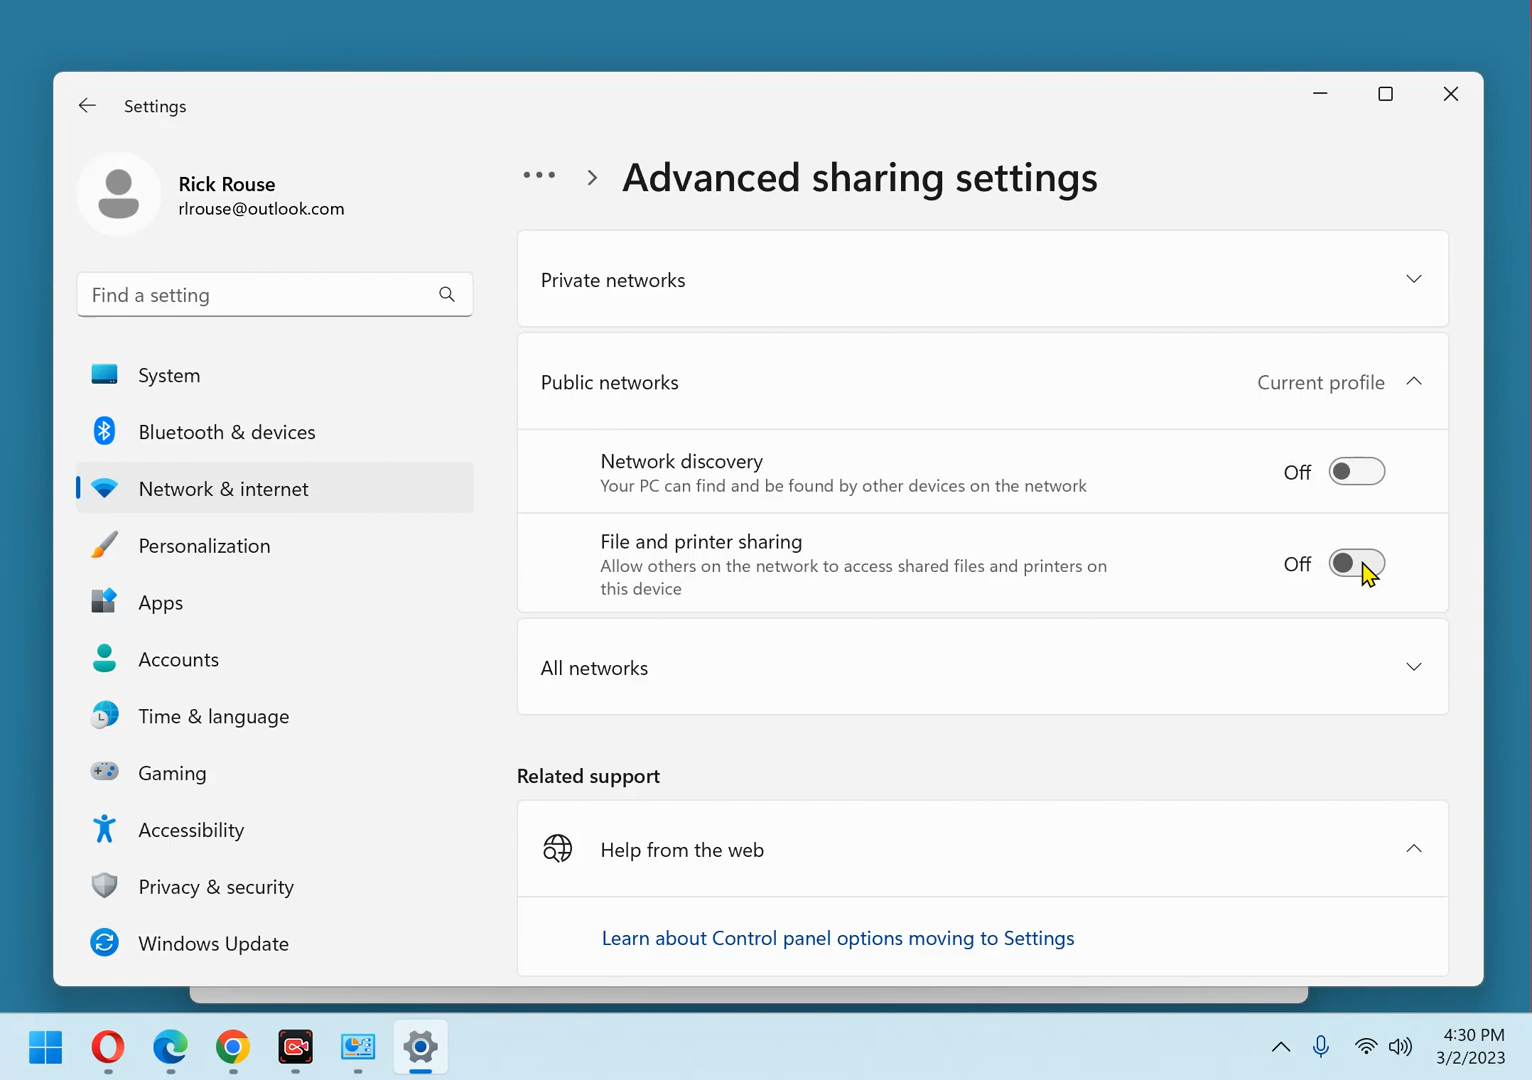 Settings
Rick Rouse
rlrouse@outlook.com
Find a setting
System
Bluetooth & devices
Network & internet
Personalization
Apps
Accounts
Time & language
Gaming
Accessibility
Privacy & security
Windows Update
Advanced sharing settings
Private networks
Public networks
Current profile
Network discovery
Your PC can find and be found by other devices on the network
Off
File and printer sharing
Allow others on the network to access shared files and printers on
this device
Off
All networks
Related support
Help from the web
Learn about Control panel options moving to Settings
4:30 PM
3/2/2023